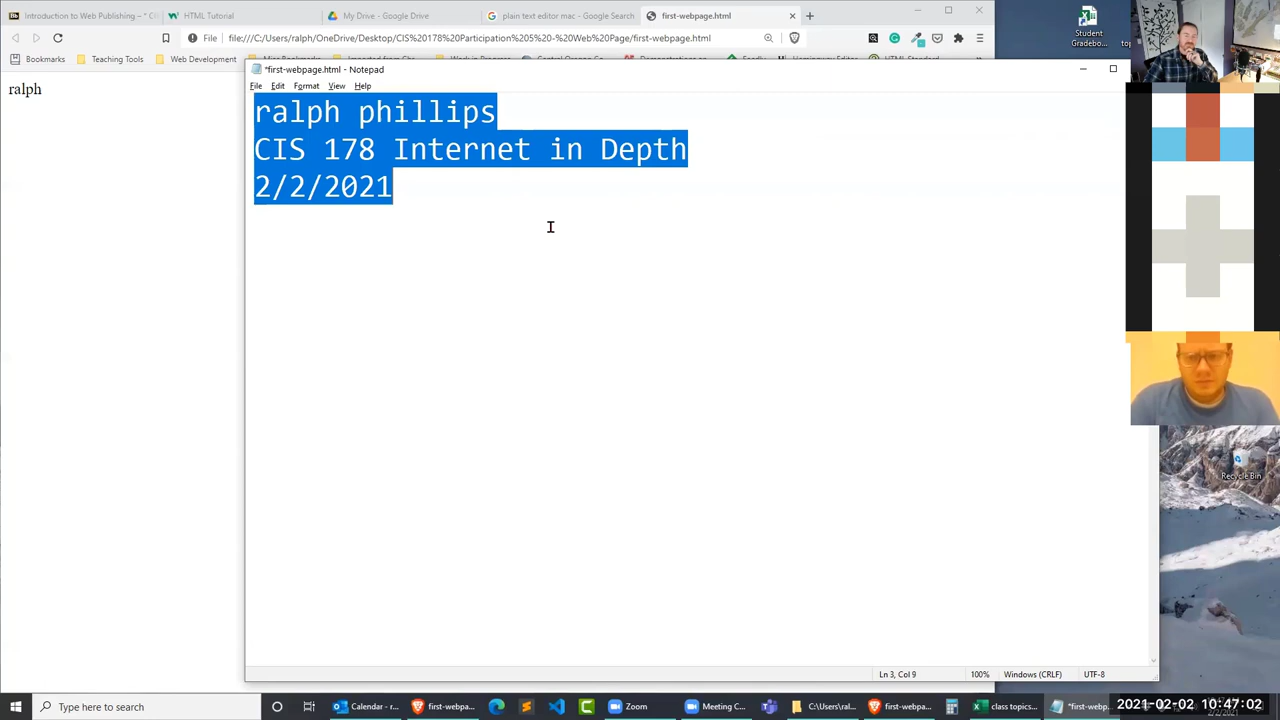 Introduction to Web Publishing - "C
HTML Tutorial
My Drive - Google Drive
plain text editor mac - Google Search
first-webpage.html
File
file:///C:/Users/ralph/OneDrive/Desktop/CIS%20178%20Participation%205%20-%20Web%20Page/first-webpage.html
Bookmarks
Teaching Tools
Web Development
ralph
*first-webpage.html - Notepad
File Edit Format View Help
ralph phillips
CIS 178 Internet in Depth
2/2/2021
Ln 3, Col 9
100%
Windows (CRLF)
UTF-8
Student
Gradebo...
Recycle Bin
Type here to search
Calendar - r...
first-webpa...
Zoom
Meeting C...
C:\Users\ral...
first-webpa...
class topics...
*first-webp...
2021-02-02 10:47:02